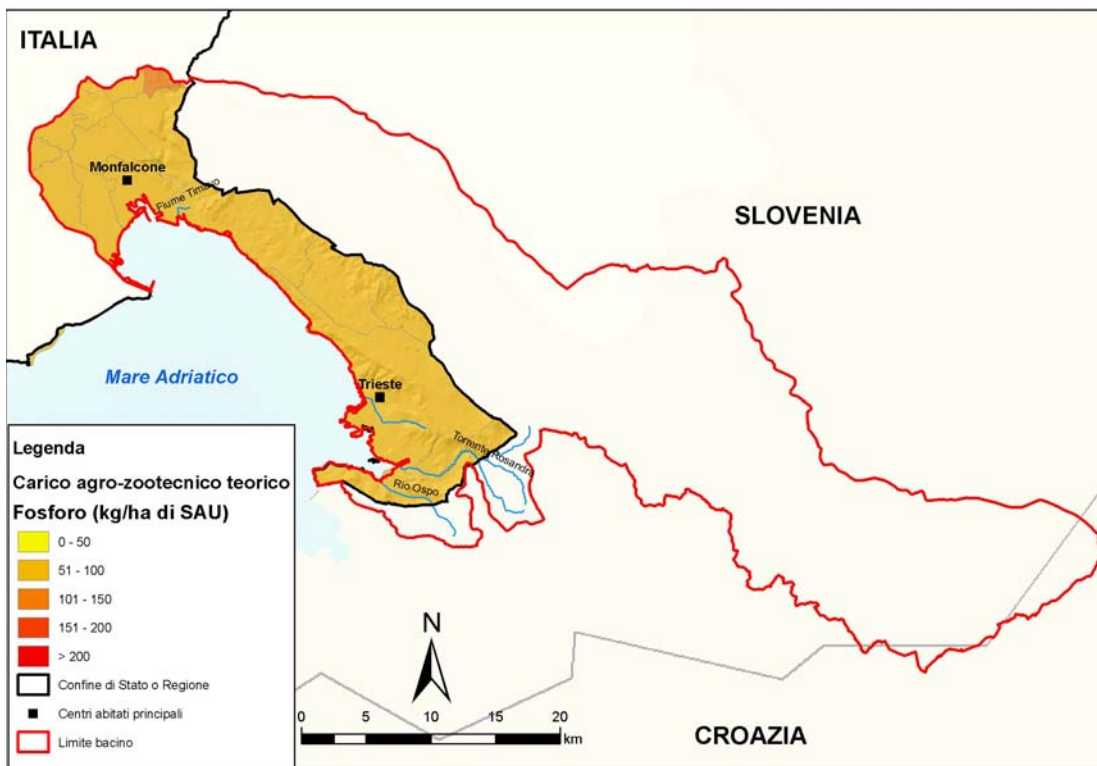 ITALIA
Monfalcone
Fiume Timavo
SLOVENIA
Mare Adriatico
Trieste
Torrente Rosandra
Rio Ospo
Legenda
Carico agro-zootecnico teorico
Fosforo (kg/ha di SAU)
0 - 50
51 - 100
101 - 150
151 - 200
> 200
Confine di Stato o Regione
Centri abitati principali
Limite bacino
N
0 5 10 20
km
CROAZIA